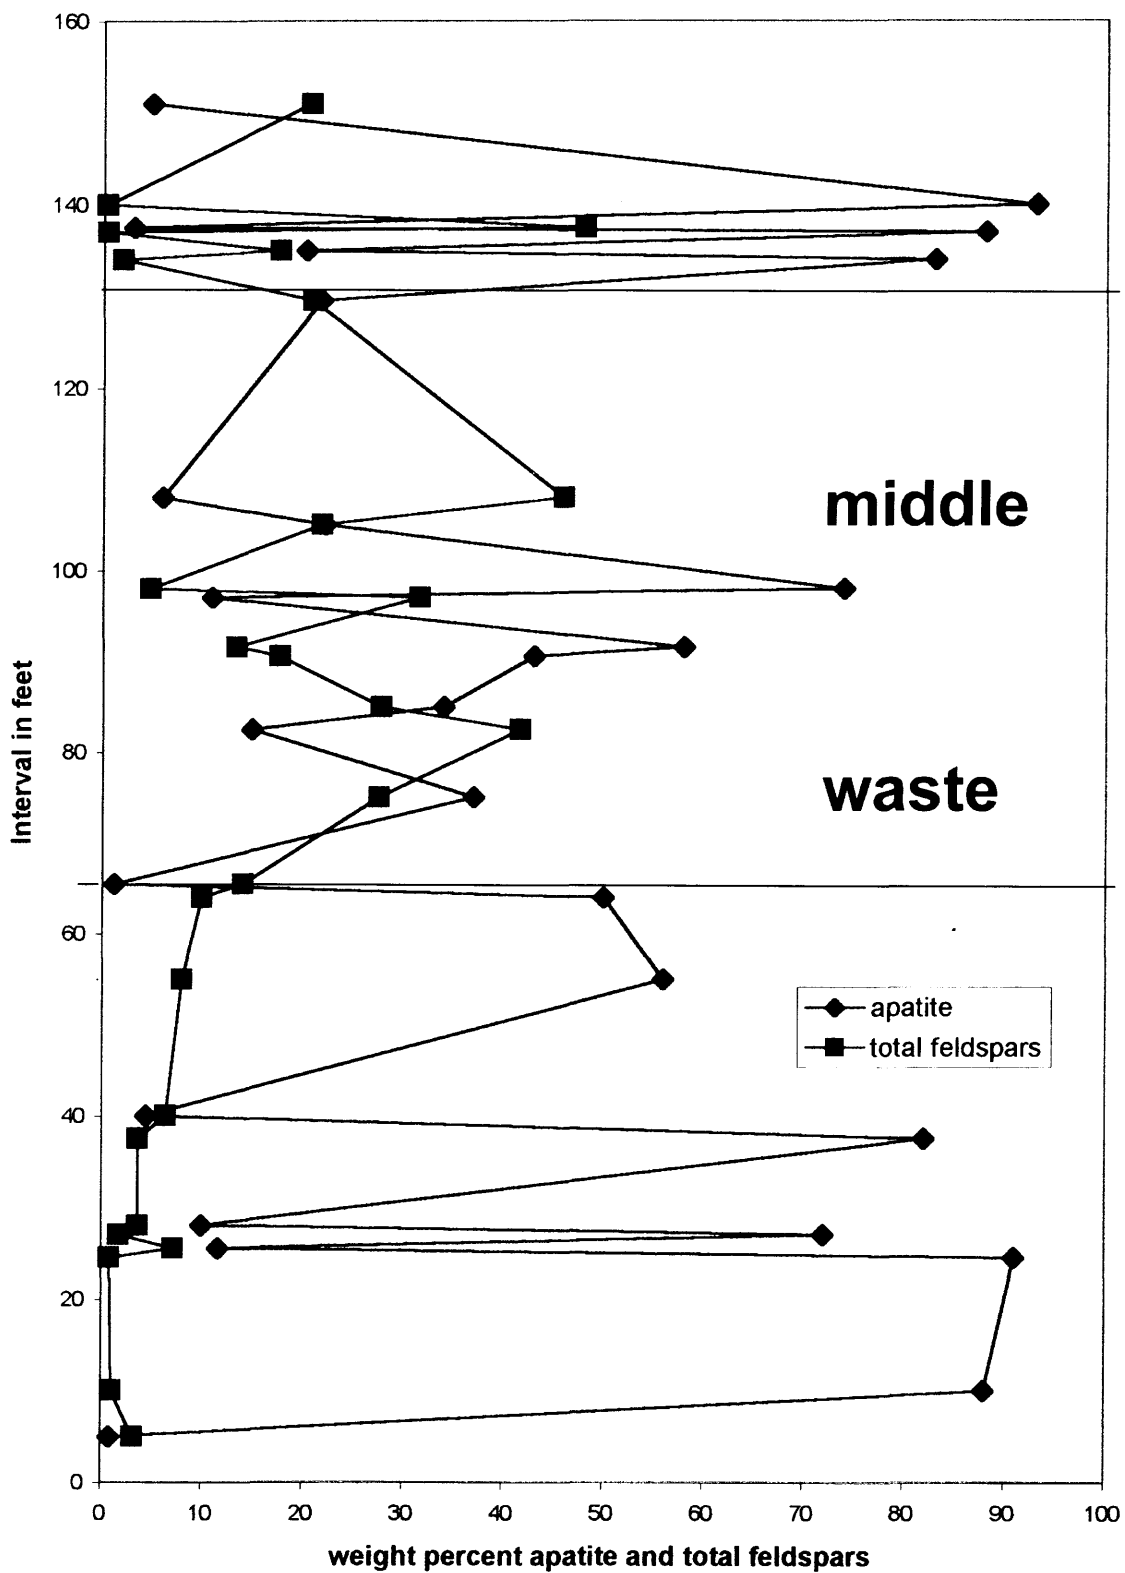 160
140
120
100
80
60
40
20
0
Interval in feet
middle
waste
apatite
total feldspars
0 10 20 30 40 50 60 70 80 90 100
weight percent apatite and total feldspars